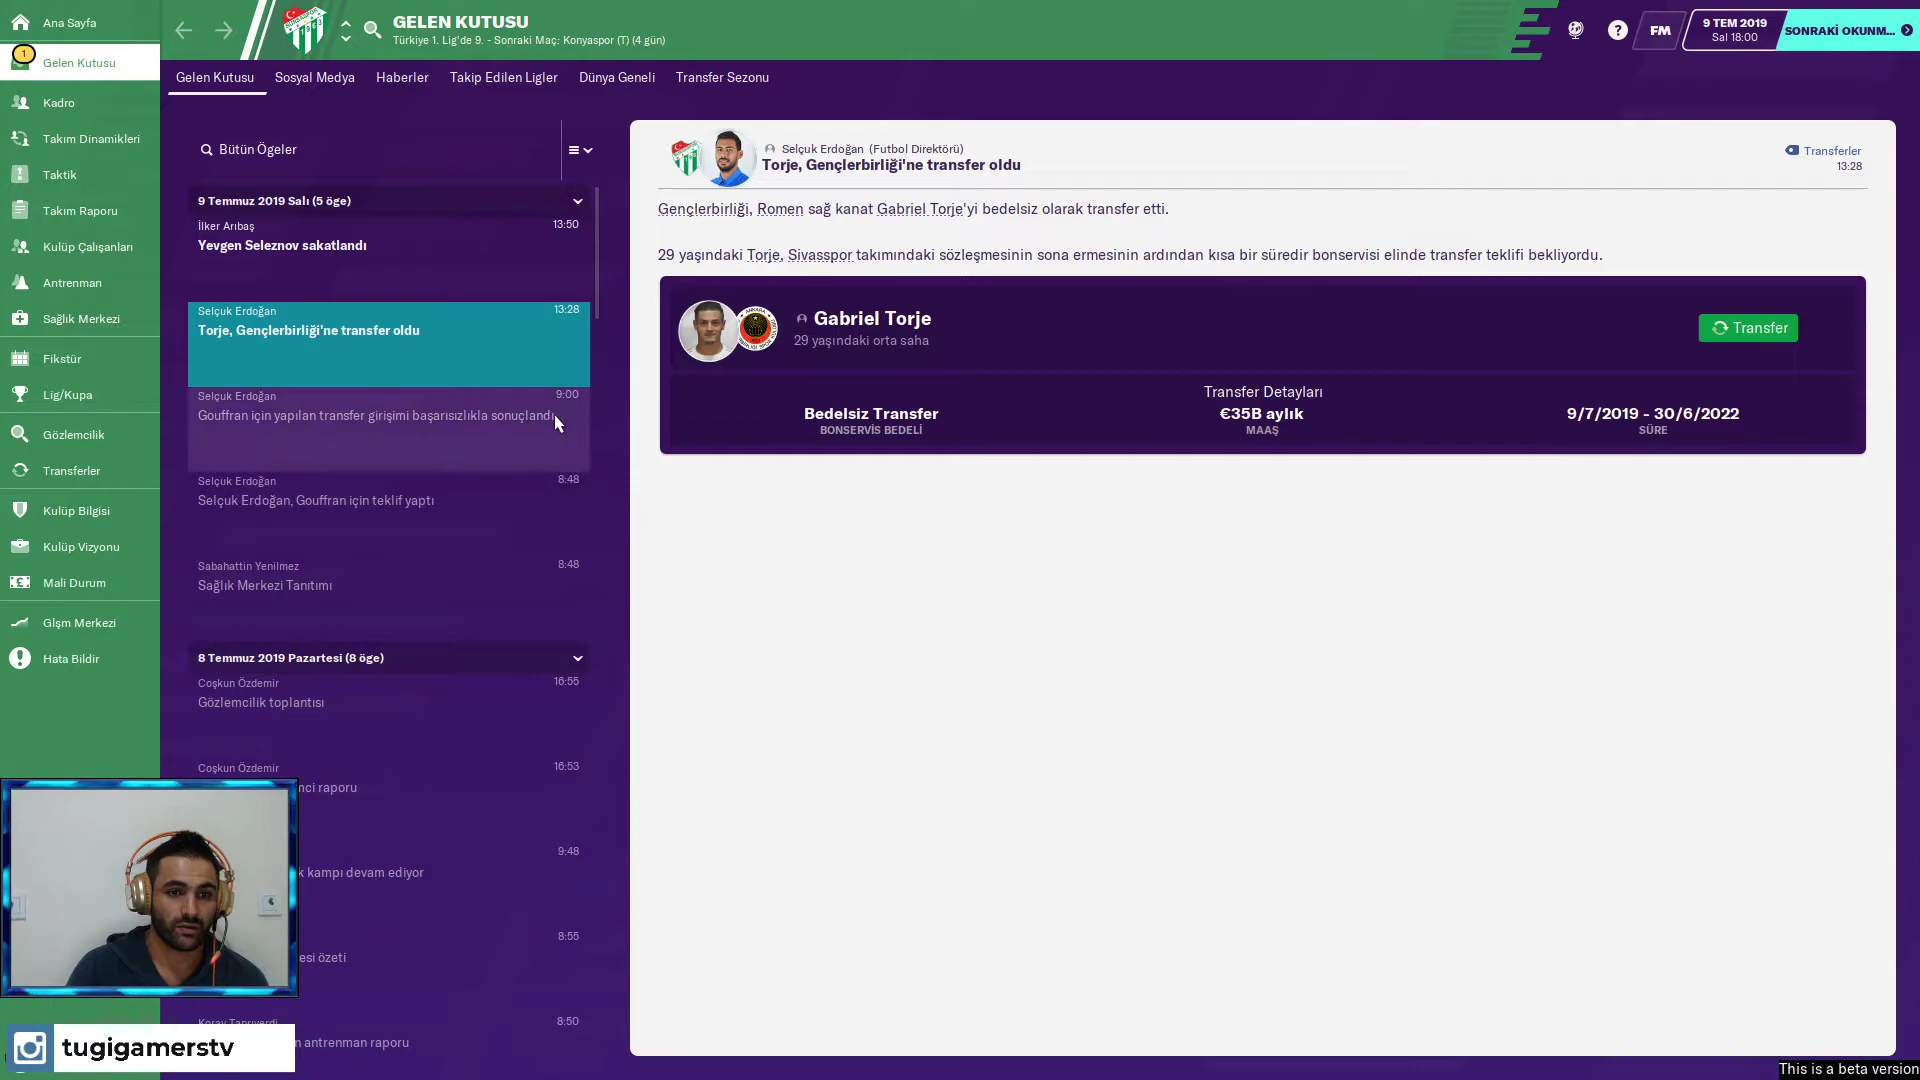 Ana Sayfa
1
Gelen Kutusu
Kadro
Takım Dinamikleri
Taktik
Takım Raporu
Kulüp Çalışanları
Antrenman
Sağlık Merkezi
Fikstür
Lig/Kupa
Gözlemcilik
Transferler
Kulüp Bilgisi
Kulüp Vizyonu
Mali Durum
Glşm Merkezi
Hata Bildir
GELEN KUTUSU
Türkiye 1. Lig'de 9. - Sonraki Maç: Konyaspor (T) (4 gün)
?
FM
9 TEM 2019
Sal 18:00
SONRAKİ OKUNM...
Gelen Kutusu Sosyal Medya Haberler Takip Edilen Ligler Dünya Geneli Transfer Sezonu
Bütün Ögeler
9 Temmuz 2019 Salı (5 öge)
İlker Arıbaş 13:50
Yevgen Seleznov sakatlandı
Selçuk Erdoğan 13:28
Torje, Gençlerbirliği'ne transfer oldu
Selçuk Erdoğan 9:00
Gouffran için yapılan transfer girişimi başarısızlıkla sonuçlandı
Selçuk Erdoğan 8:48
Selçuk Erdoğan, Gouffran için teklif yaptı
Sabahattin Yenilmez 8:48
Sağlık Merkezi Tanıtımı
8 Temmuz 2019 Pazartesi (8 öge)
Coşkun Özdemir 16:55
Gözlemcilik toplantısı
Coşkun Özdemir 16:53
mci raporu
9:48
k kampı devam ediyor
8:55
esi özeti
Koray Tanrıverdi 8:50
n antrenman raporu
Selçuk Erdoğan (Futbol Direktörü)
Torje, Gençlerbirliği'ne transfer oldu
Transferler
13:28
Gençlerbirliği, Romen sağ kanat Gabriel Torje'yi bedelsiz olarak transfer etti.
29 yaşındaki Torje, Sivasspor takımındaki sözleşmesinin sona ermesinin ardından kısa bir süredir bonservisi elinde transfer teklifi bekliyordu.
Gabriel Torje
29 yaşındaki orta saha
Transfer
Transfer Detayları
Bedelsiz Transfer €35B aylık 9/7/2019 - 30/6/2022
BONSERVİS BEDELİ MAAŞ SÜRE
tugigamerstv
This is a beta version